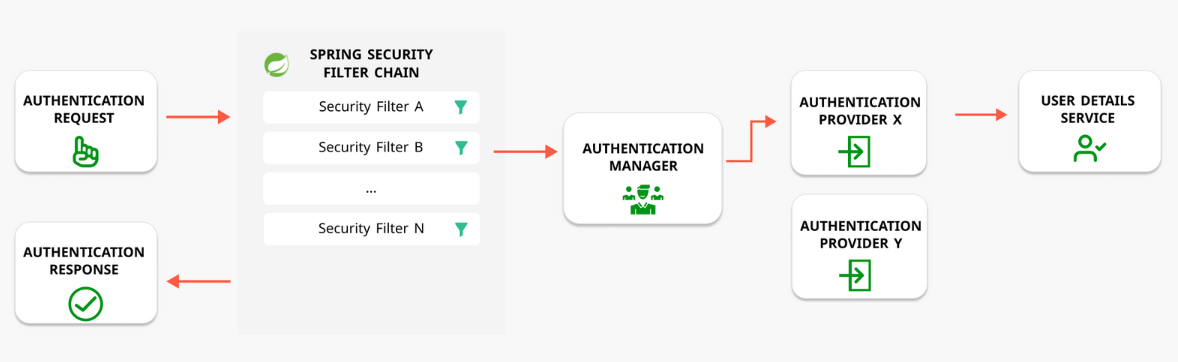 AUTHENTICATION
REQUEST
SPRING SECURITY
FILTER CHAIN
Security Filter A
Security Filter B
...
Security Filter N
AUTHENTICATION
MANAGER
AUTHENTICATION
PROVIDER X
USER DETAILS
SERVICE
AUTHENTICATION
PROVIDER Y
AUTHENTICATION
RESPONSE